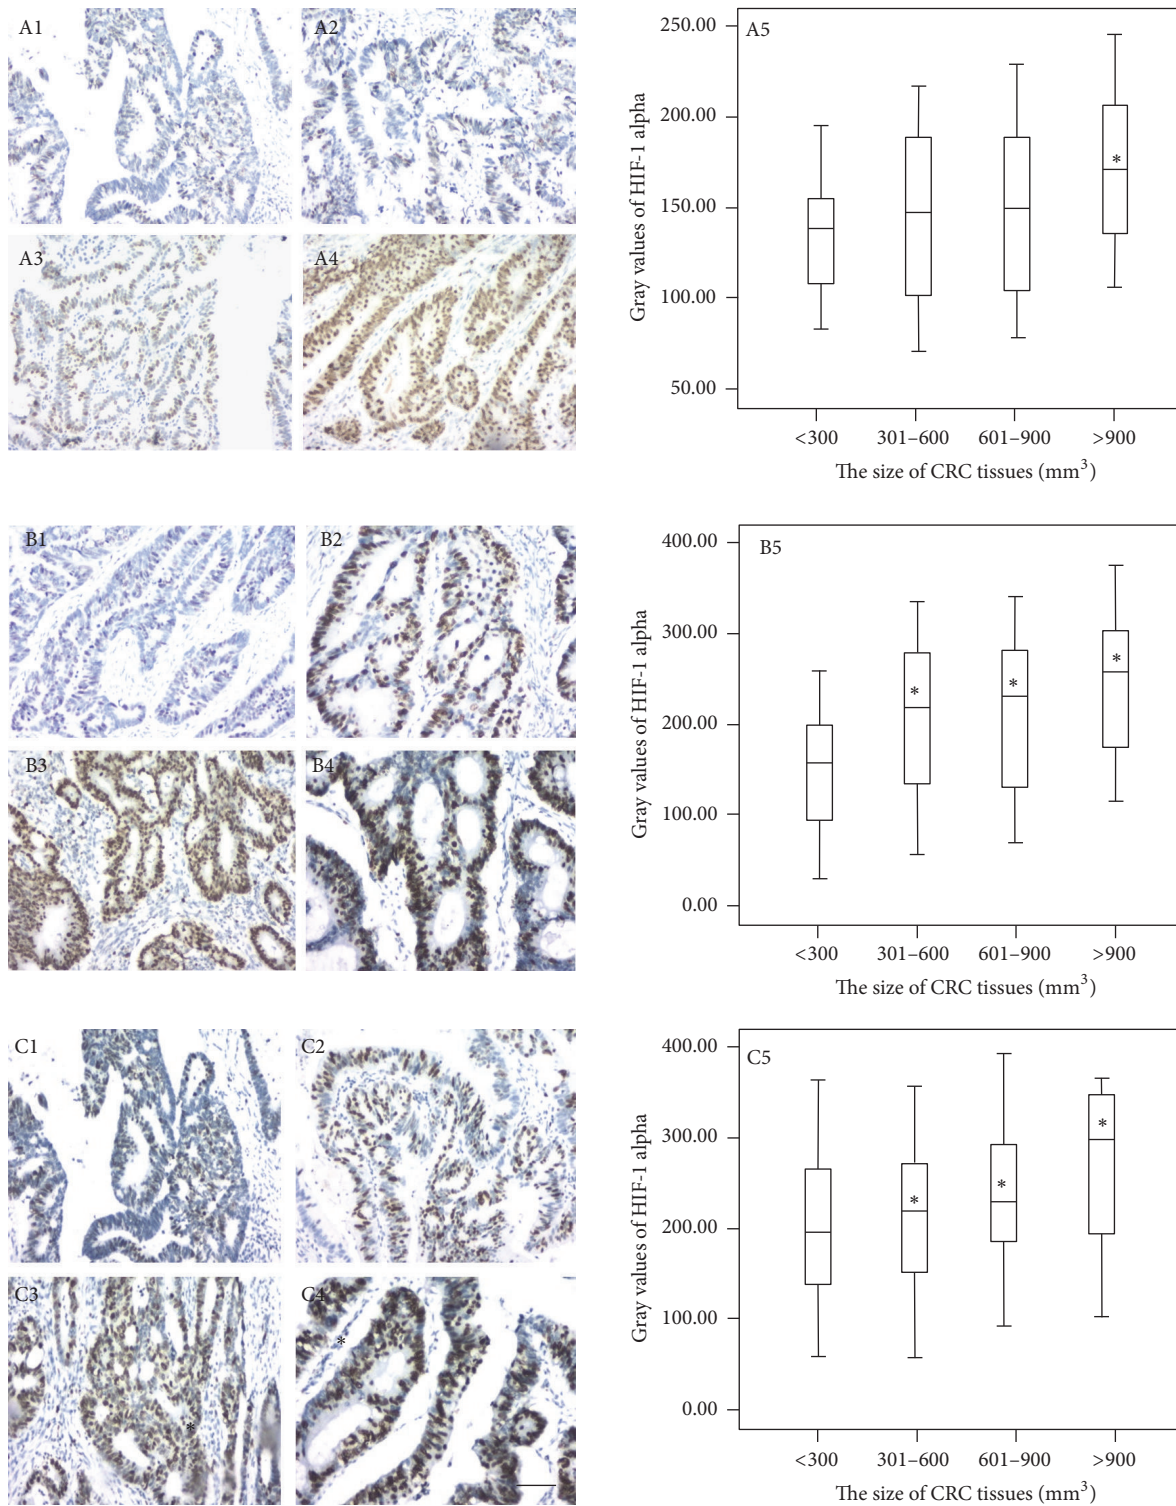 A1
A2
A3
A4
A5
Gray values of HIF-1 alpha
250.00
200.00
150.00
100.00
50.00
*
<300
301–600
601–900
>900
The size of CRC tissues (mm³)
B1
B2
B3
B4
B5
Gray values of HIF-1 alpha
400.00
300.00
200.00
100.00
0.00
*
*
*
<300
301–600
601–900
>900
The size of CRC tissues (mm³)
C1
C2
C3
*
C4
*
C5
Gray values of HIF-1 alpha
400.00
300.00
200.00
100.00
0.00
*
*
*
<300
301–600
601–900
>900
The size of CRC tissues (mm³)